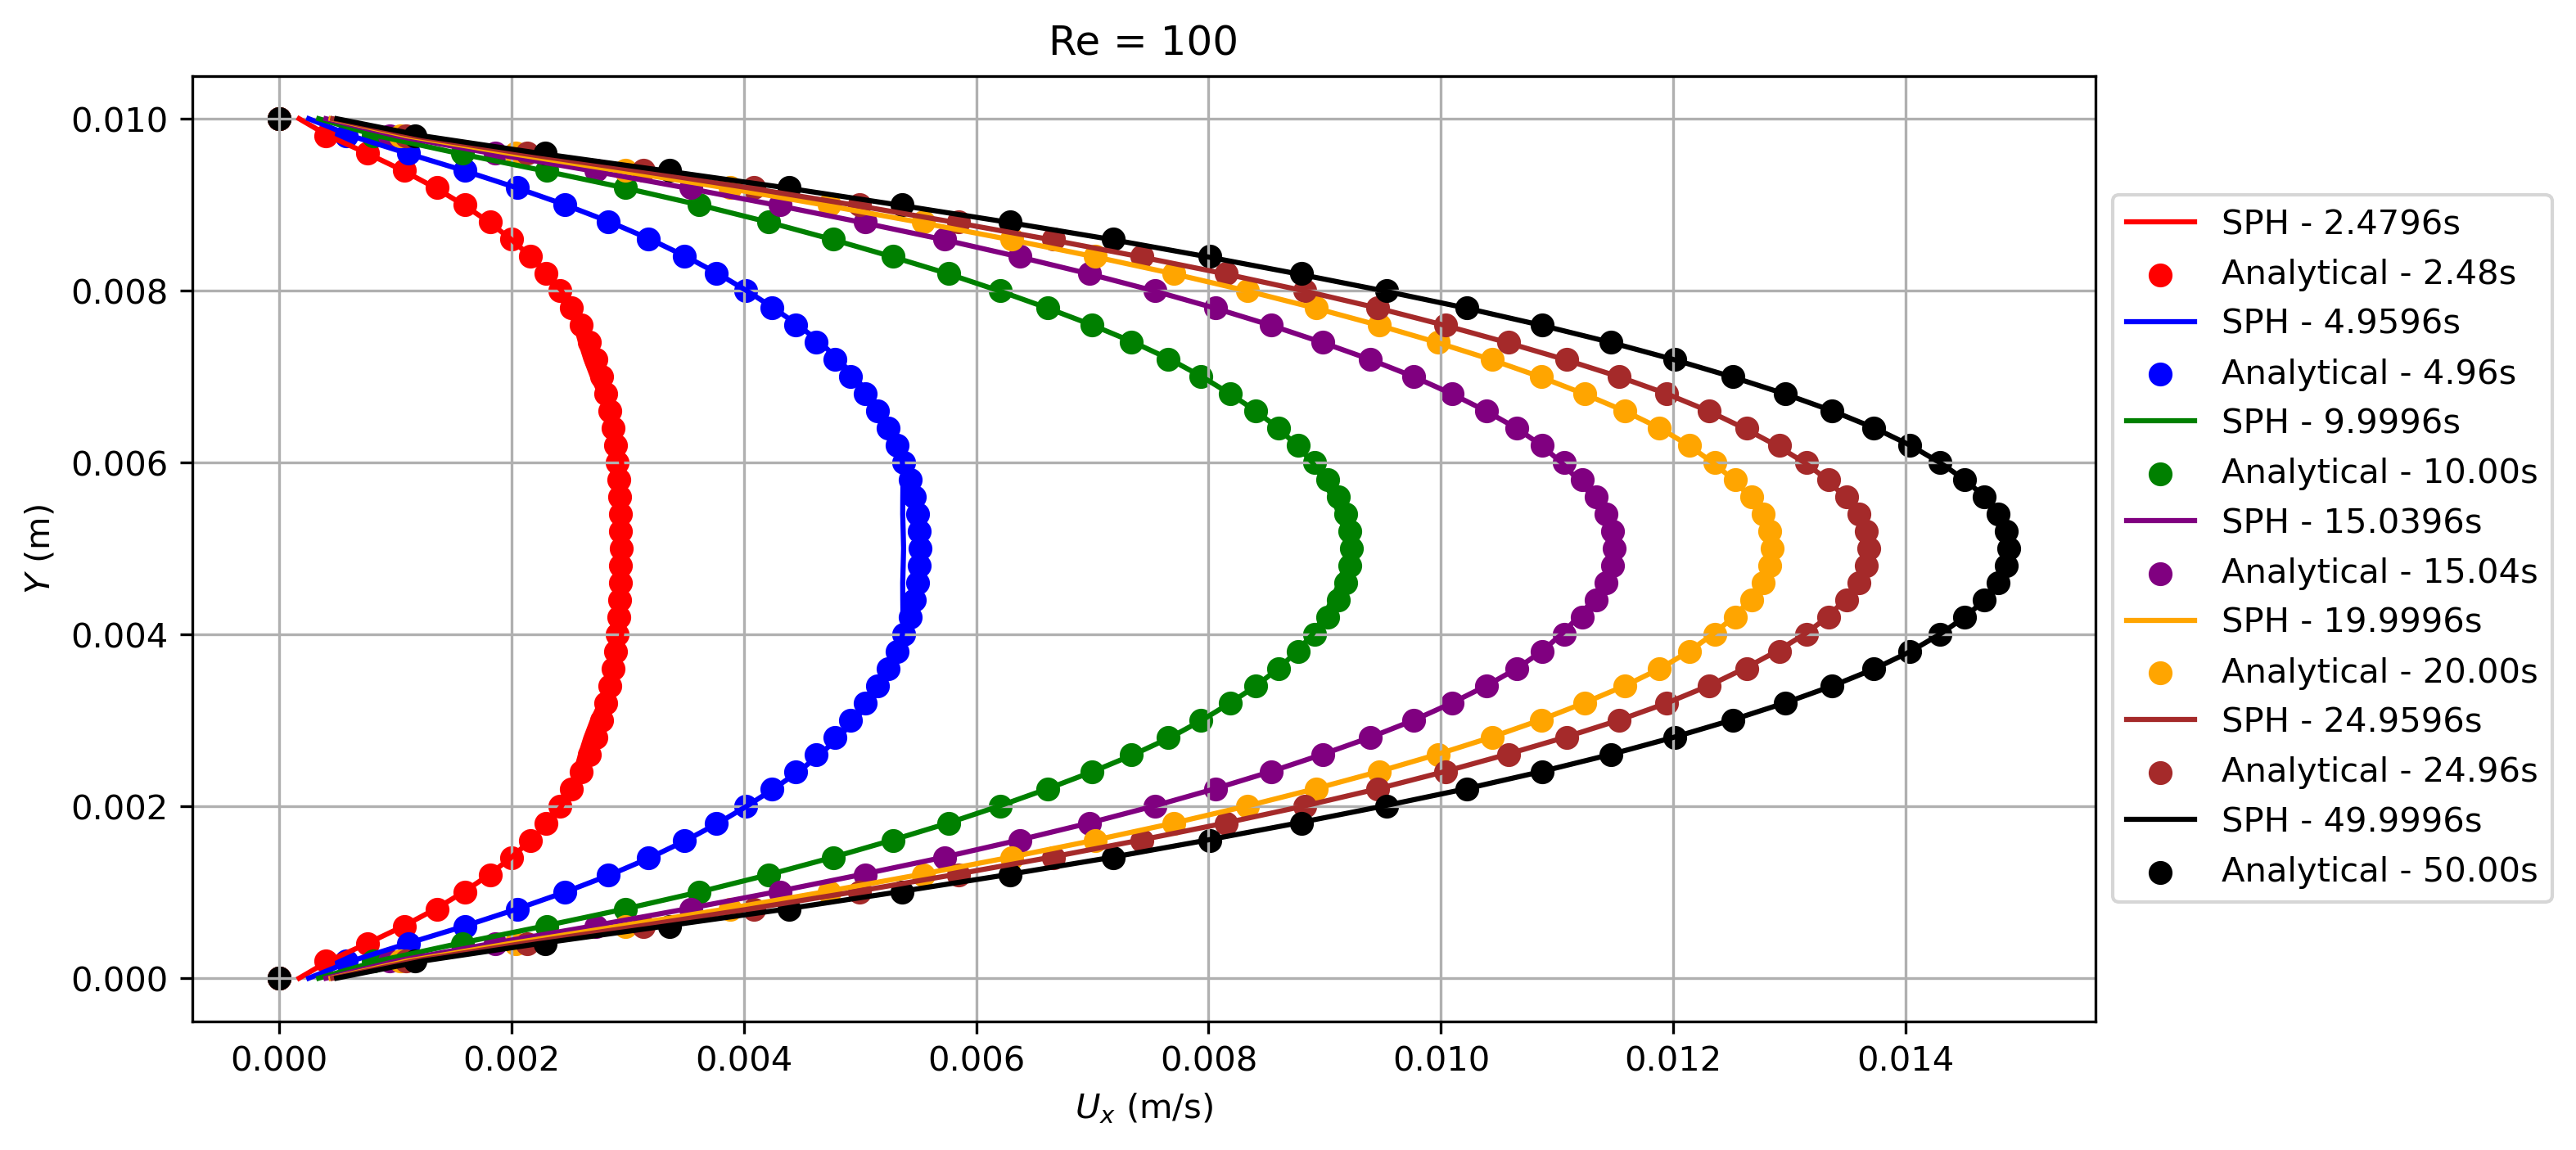 Re = 100
0.010
0.008
0.006
0.004
0.002
0.000
Y (m)
0.000 0.002 0.004 0.006 0.008 0.010 0.012 0.014
Uₓ (m/s)
SPH - 2.4796s
Analytical - 2.48s
SPH - 4.9596s
Analytical - 4.96s
SPH - 9.9996s
Analytical - 10.00s
SPH - 15.0396s
Analytical - 15.04s
SPH - 19.9996s
Analytical - 20.00s
SPH - 24.9596s
Analytical - 24.96s
SPH - 49.9996s
Analytical - 50.00s